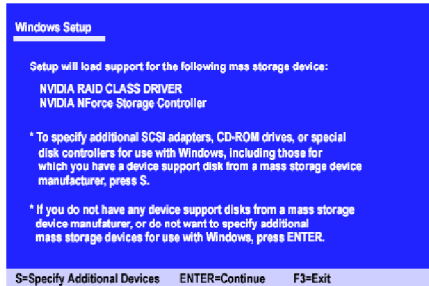 Windows Setup
Setup will load support for the following mss storage device:
NVIDIA RAID CLASS DRIVER
NVIDIA NForce Storage Controller
* To specify additional SCSI adapters, CD-ROM drives, or special
disk controllers for use with Windows, including those for
which you have a device support disk from a mass storage device
manufacturer, press S.
* If you do not have any device support disks from a mass storage
device manufater, or do not want to specify additional
mass storage devices for use with Windows, press ENTER.
S=Specify Additional Devices ENTER=Continue F3=Exit